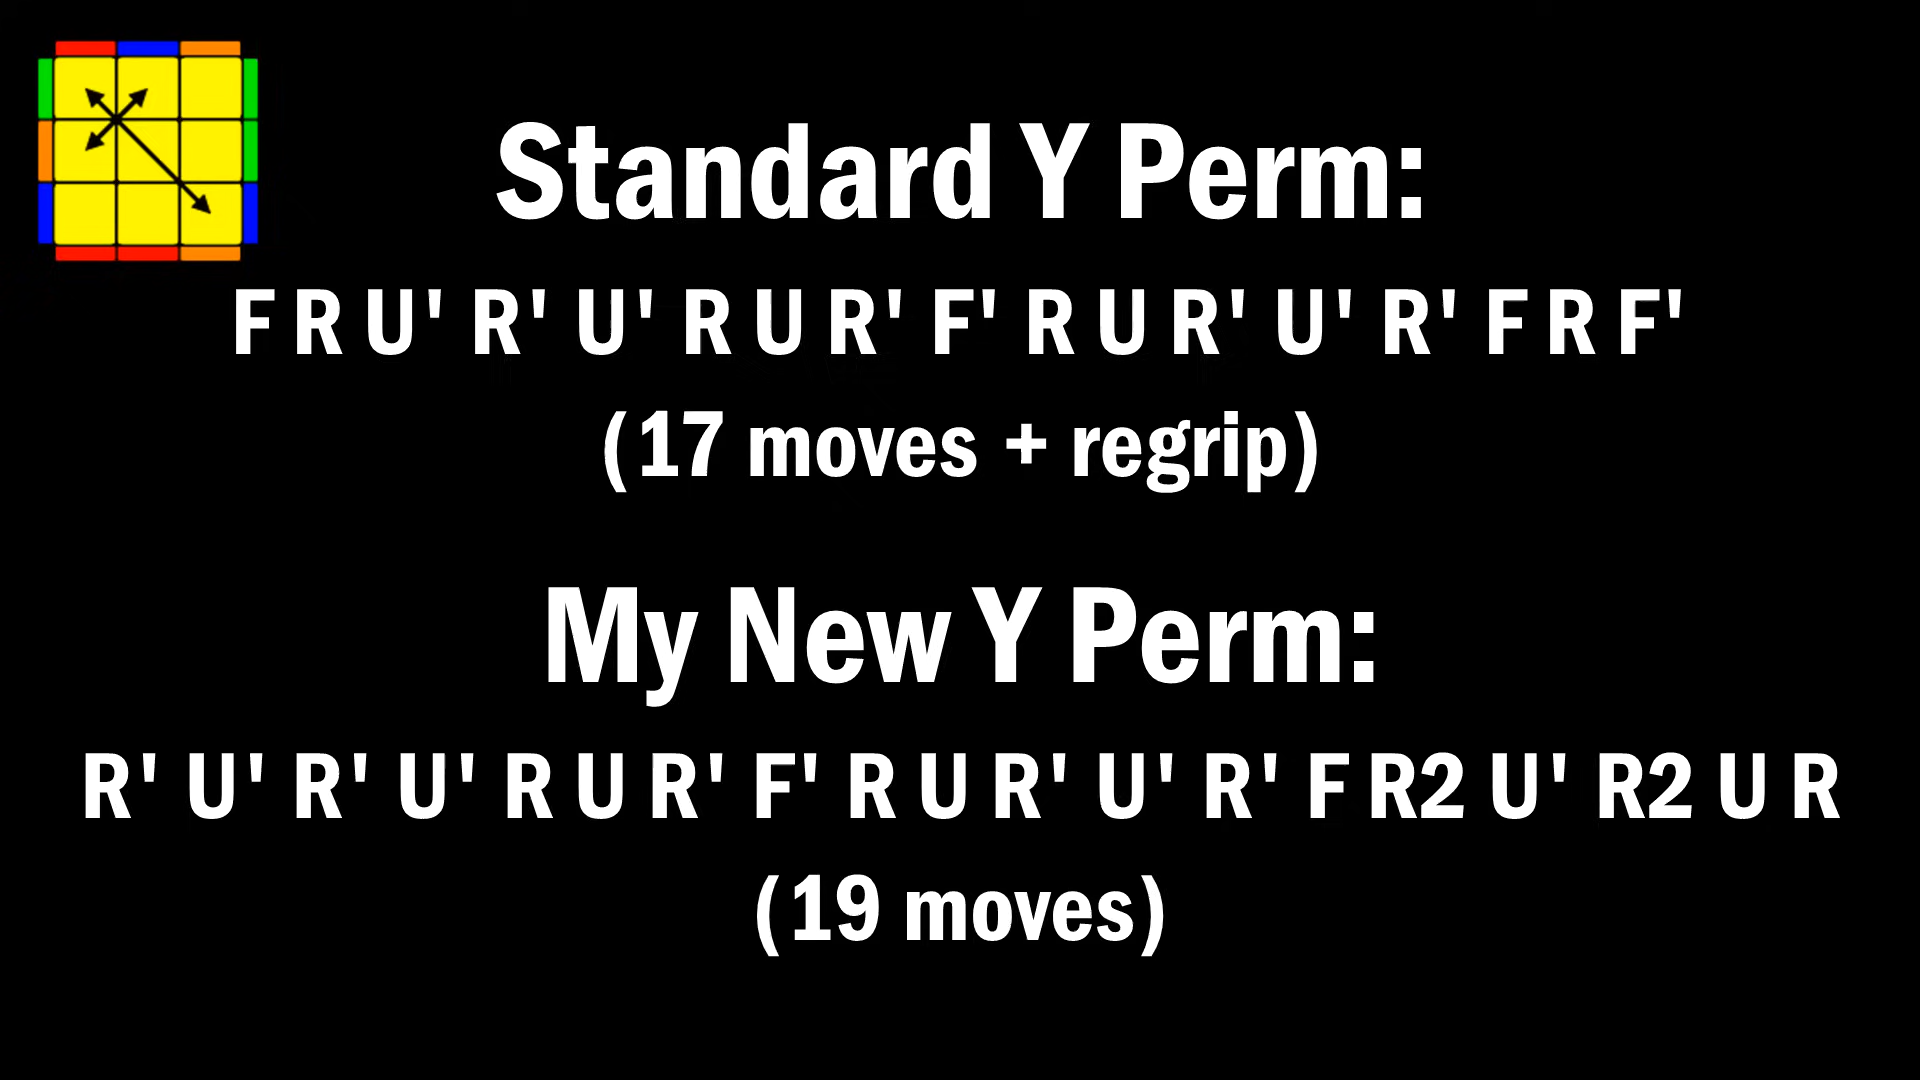 Standard Y Perm:
F R U' R' U' R U R' F' R U R' U' R' F R F'
(17 moves + regrip)
My New Y Perm:
R' U' R' U' R U R' F' R U R' U' R' F R2 U' R2 U R
(19 moves)